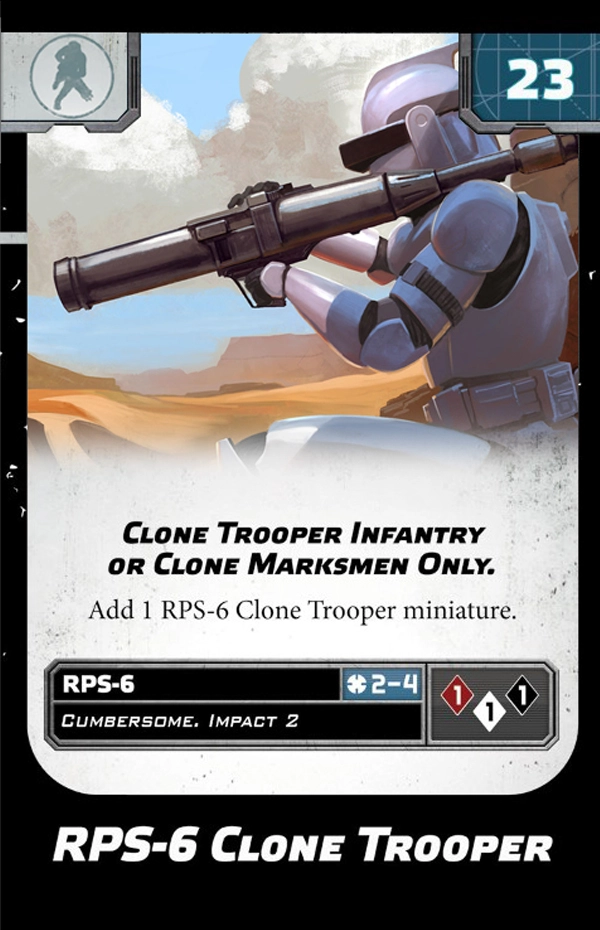 23
CLONE TROOPER INFANTRY
OR CLONE MARKSMEN ONLY.
Add 1 RPS-6 Clone Trooper miniature.
RPS-6 2–4
CUMBERSOME. IMPACT 2
1 1 1
RPS-6 CLONE TROOPER